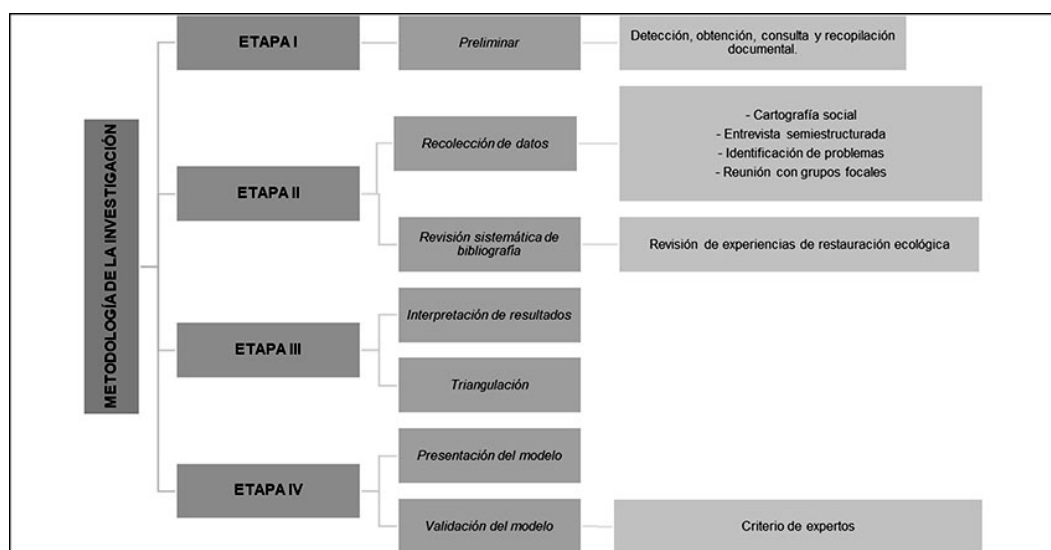 METODOLOGÍA DE LA INVESTIGACIÓN
ETAPA I
Preliminar
Detección, obtención, consulta y recopilación
documental.
ETAPA II
Recolección de datos
- Cartografía social
- Entrevista semiestructurada
- Identificación de problemas
- Reunión con grupos focales
Revisión sistemática de
bibliografía
Revisión de experiencias de restauración ecológica
ETAPA III
Interpretación de resultados
Triangulación
ETAPA IV
Presentación del modelo
Validación del modelo
Criterio de expertos